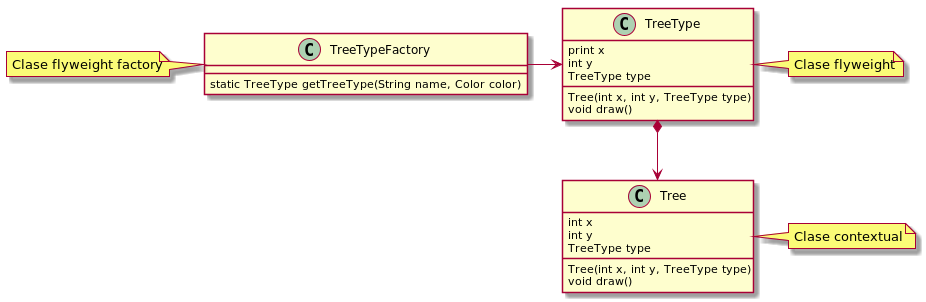 Clase flyweight factory
C TreeTypeFactory
static TreeType getTreeType(String name, Color color)
C TreeType
print x
int y
TreeType type
Tree(int x, int y, TreeType type)
void draw()
Clase flyweight
C Tree
int x
int y
TreeType type
Tree(int x, int y, TreeType type)
void draw()
Clase contextual